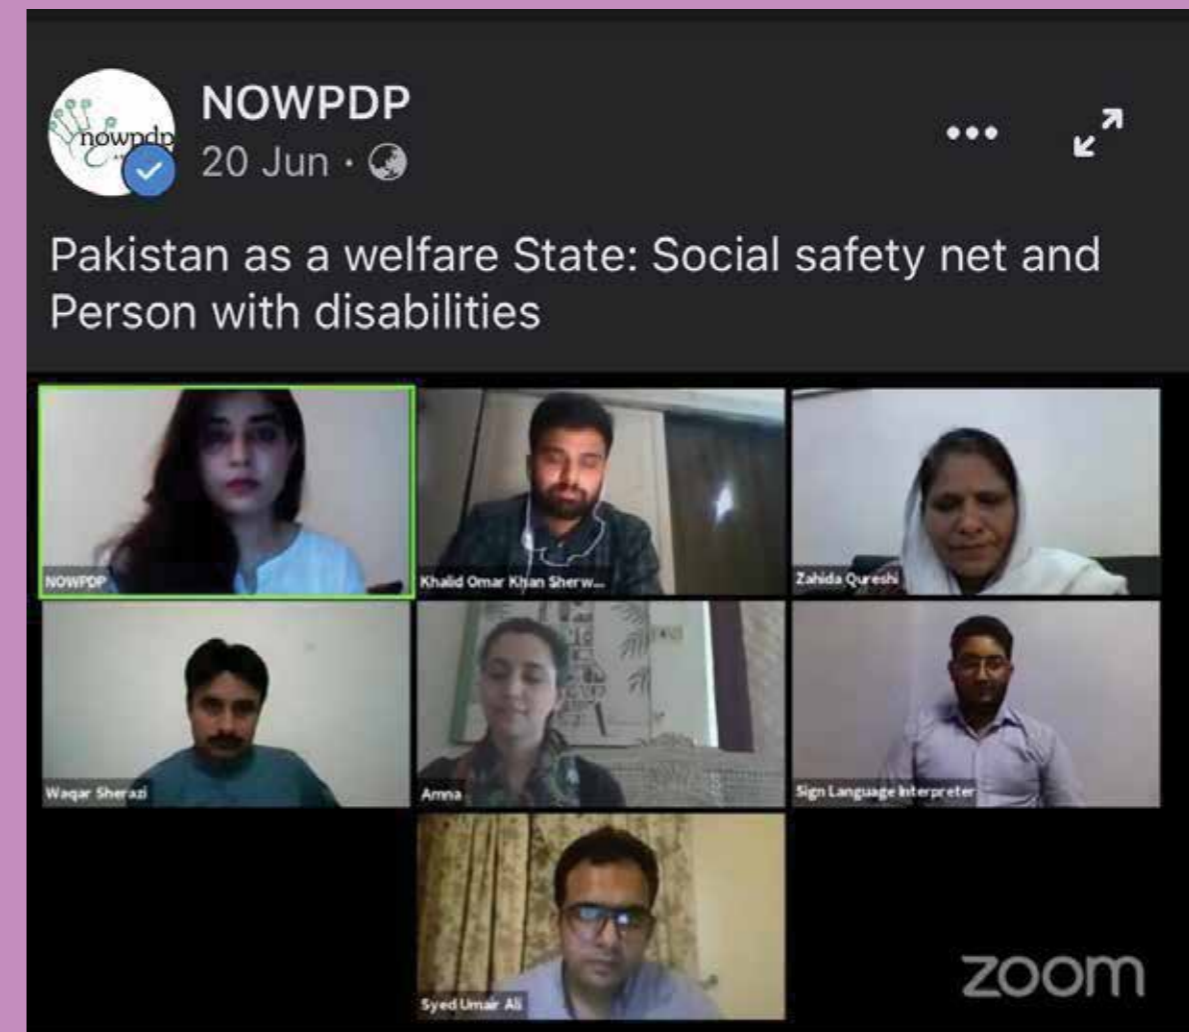 nowpdp
NOWPDP
20 Jun ·
Pakistan as a welfare State: Social safety net and
Person with disabilities
NOWPDP
Khalid Omar Khan Sherw...
Zahida Qureshi
Waqar Sherazi
Amna
Sign Language Interpreter
Syed Umair Ali
zoom